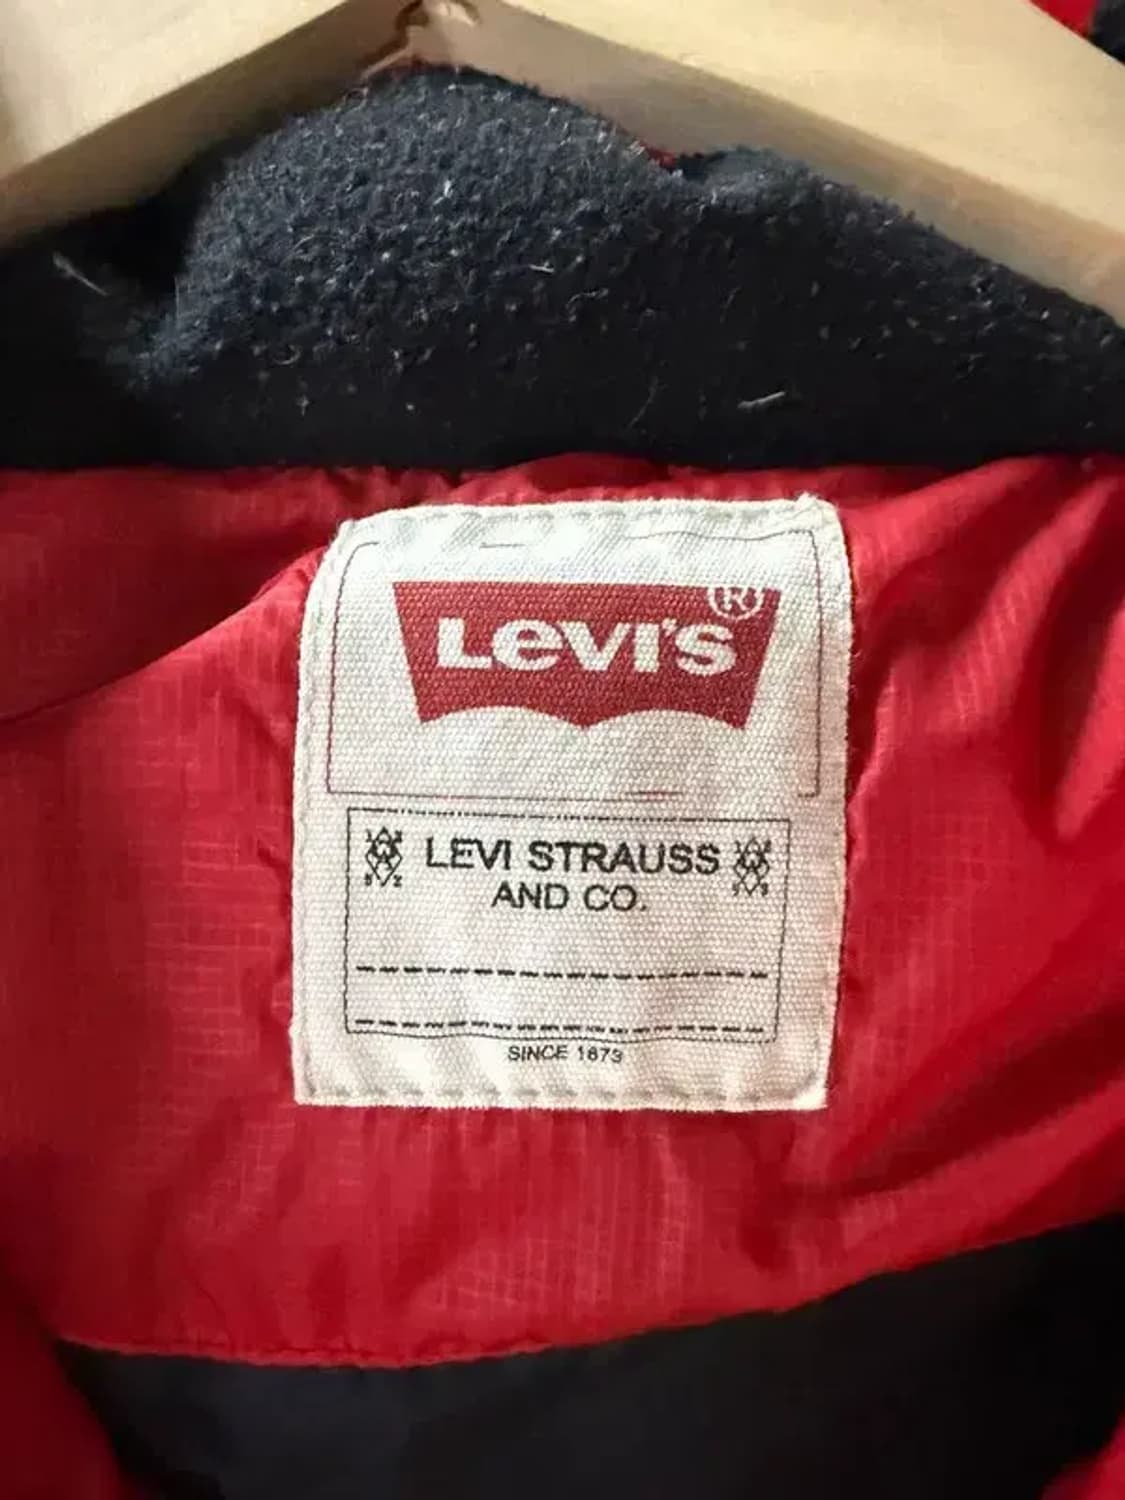 LEVI'S®
LEVI STRAUSS
AND CO.
SINCE 1873